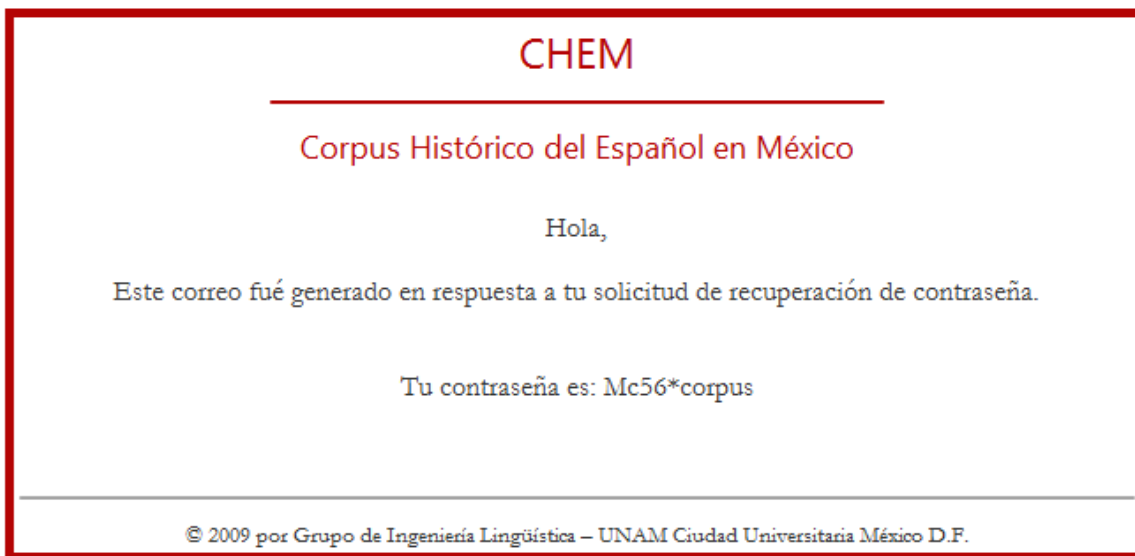 CHEM
Corpus Histórico del Español en México
Hola,
Este correo fué generado en respuesta a tu solicitud de recuperación de contraseña.
Tu contraseña es: Mc56*corpus
© 2009 por Grupo de Ingeniería Lingüística – UNAM Ciudad Universitaria México D.F.